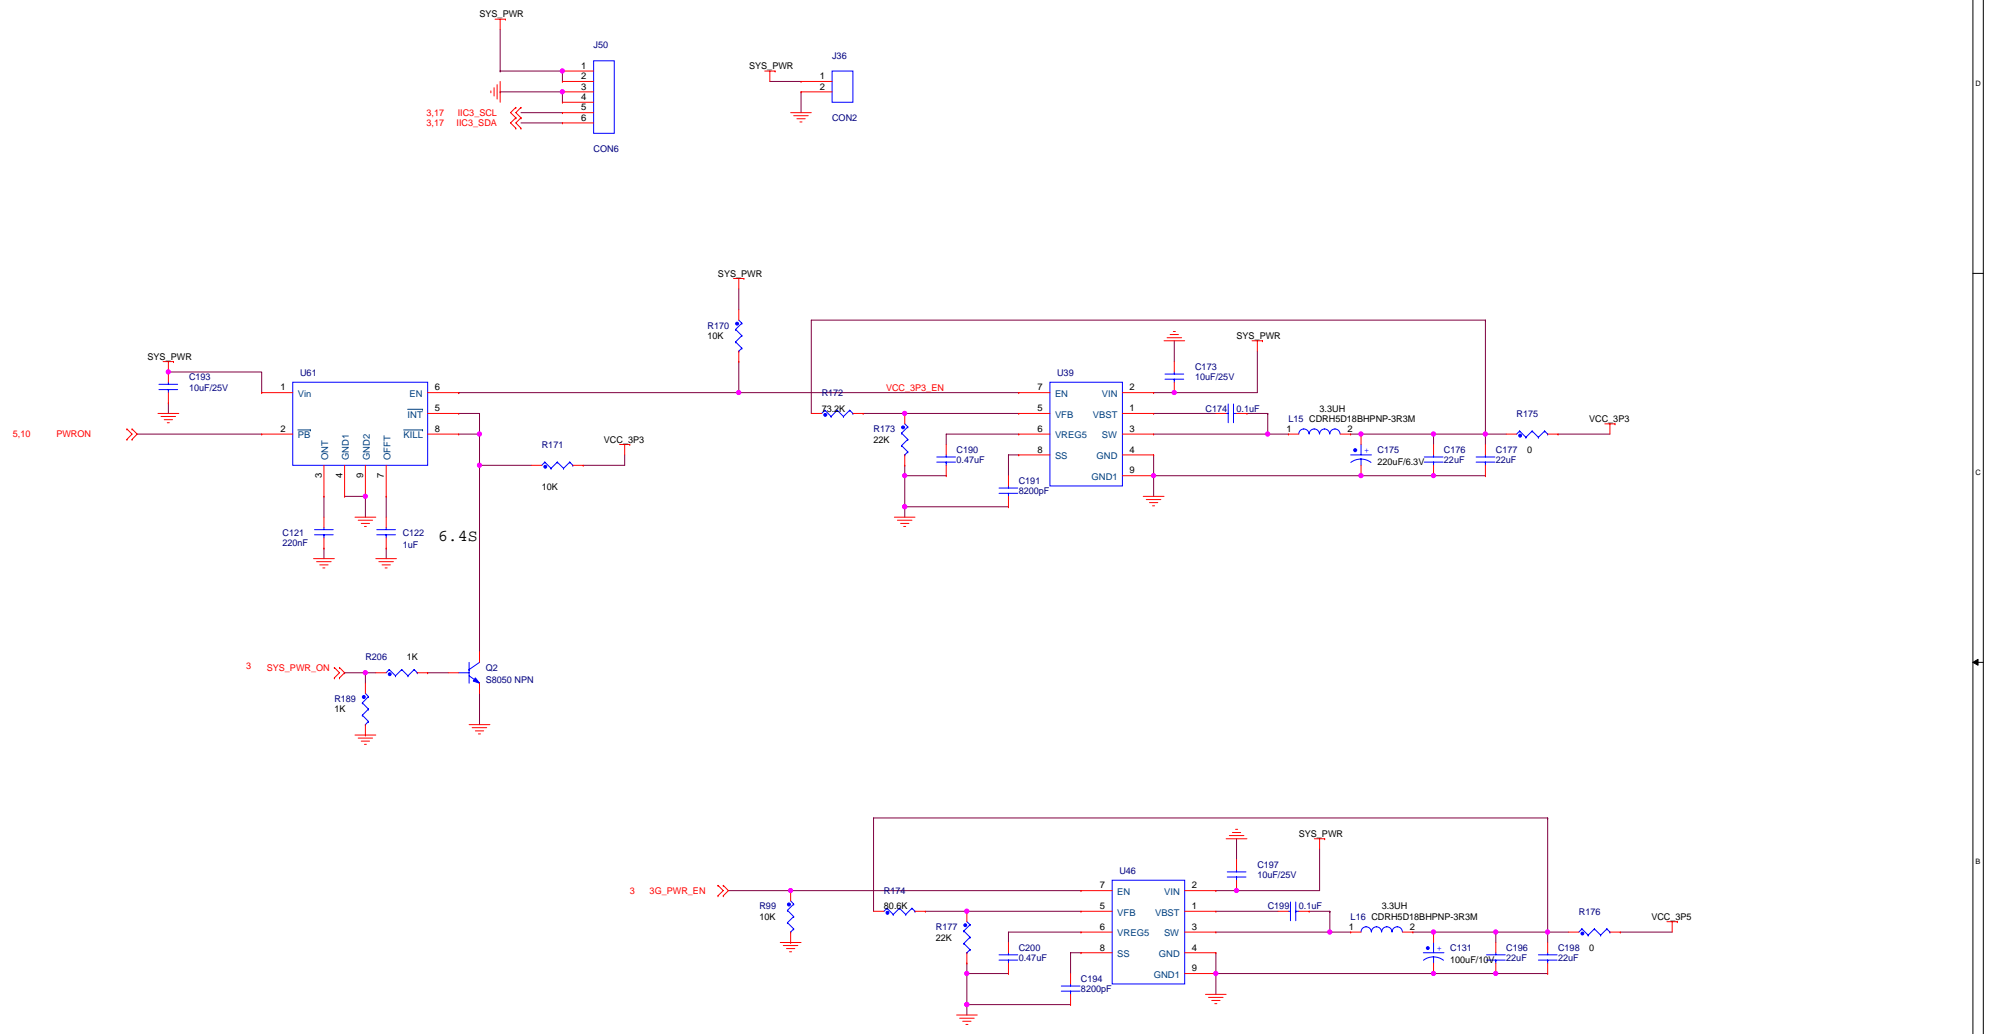 SYS_PWR
J50
1
2
3
4
5
6
3,17 IIC3_SCL
3,17 IIC3_SDA
CON6
J36
SYS_PWR
1
2
CON2
D
SYS_PWR
R170
10K
SYS_PWR
C193
10uF/25V
U61
1 Vin
EN 6
INT 5
5,10 PWRON
2 PB
KILL 8
ONT GND1 GND2 OFFT
3 4 9 7
C121
220nF
C122
1uF
6.4S
R171
10K
VCC_3P3
VCC_3P3_EN
R172
73.2K
R173
22K
C190
0.47uF
C191
8200pF
U39
7 EN VIN 2
5 VFB VBST 1
6 VREG5 SW 3
8 SS GND 4
GND1 9
C173
10uF/25V
SYS_PWR
C174 0.1uF
3.3UH
L15 CDRH5D18BHPNP-3R3M
1 2
C175
220uF/6.3V
C176
22uF
C177
22uF
R175
0
VCC_3P3
C
3 SYS_PWR_ON
R206 1K
R189
1K
Q2
S8050 NPN
3 3G_PWR_EN
R99
10K
R174
80.6K
R177
22K
C200
0.47uF
C194
8200pF
U46
7 EN VIN 2
5 VFB VBST 1
6 VREG5 SW 3
8 SS GND 4
GND1 9
C197
10uF/25V
SYS_PWR
C199 0.1uF
3.3UH
L16 CDRH5D18BHPNP-3R3M
1 2
C131
100uF/10V
C196
22uF
C198
22uF
R176
0
VCC_3P5
B